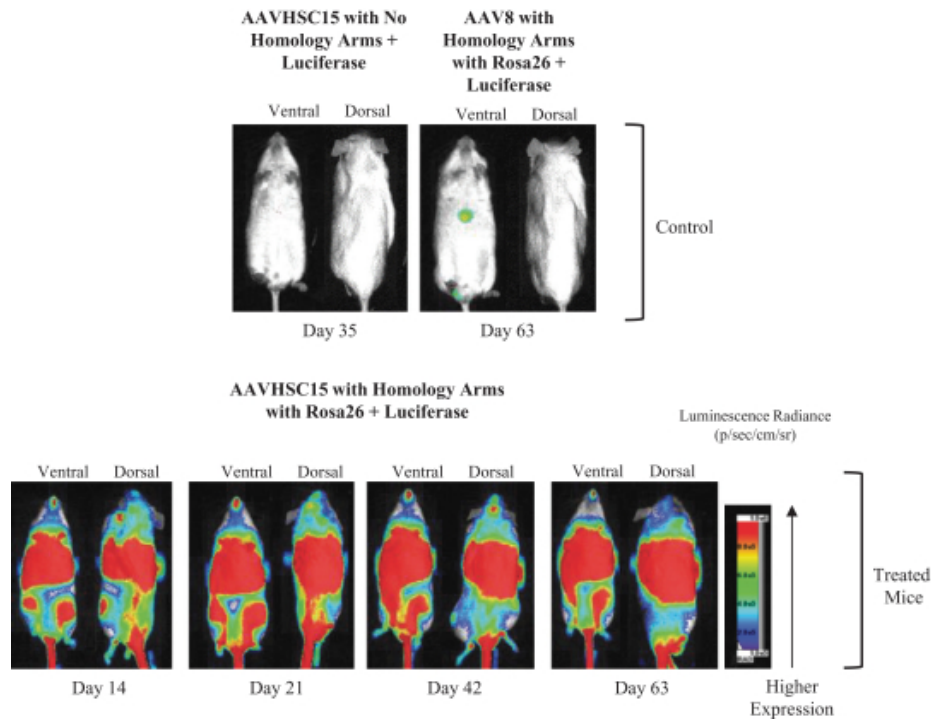 AAVHSC15 with No
Homology Arms +
Luciferase
AAV8 with
Homology Arms
with Rosa26 +
Luciferase
Ventral Dorsal
Ventral Dorsal
Control
Day 35
Day 63
AAVHSC15 with Homology Arms
with Rosa26 + Luciferase
Luminescence Radiance
(p/sec/cm/sr)
Ventral Dorsal
Ventral Dorsal
Ventral Dorsal
Ventral Dorsal
Treated
Mice
Day 14
Day 21
Day 42
Day 63
Higher
Expression